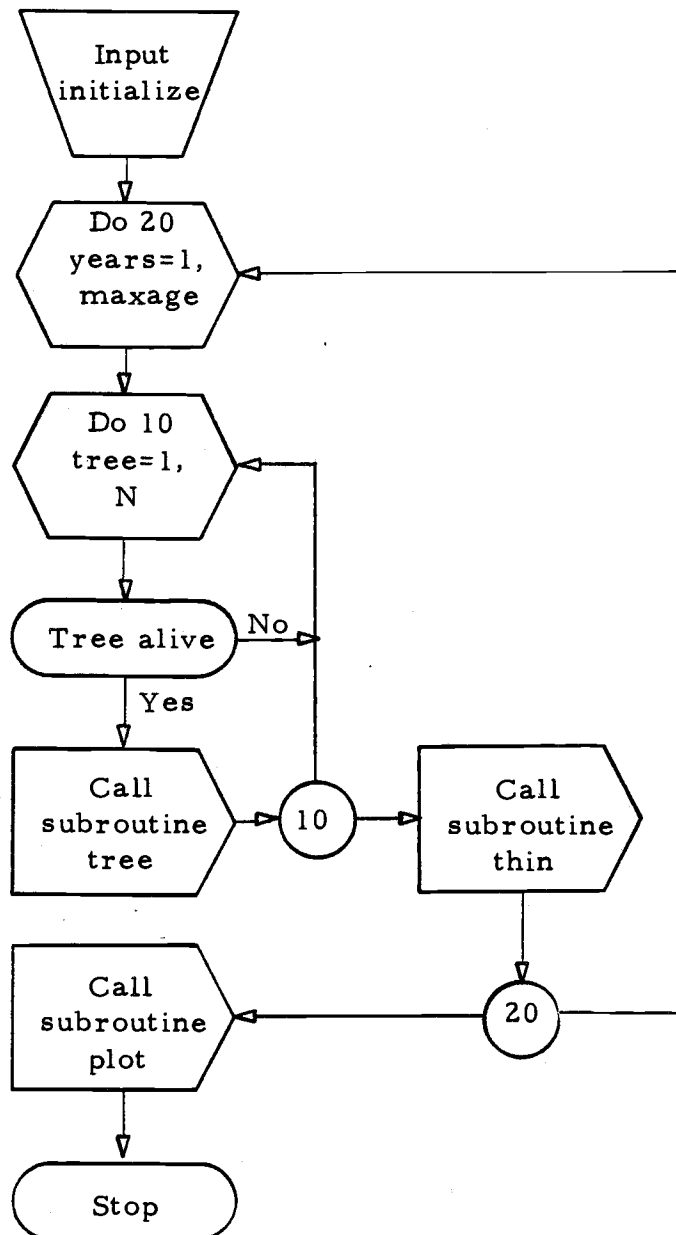 Input
initialize
Do 20
years=1,
maxage
Do 10
tree=1,
N
Tree alive
No
Yes
Call
subroutine
tree
10
Call
subroutine
thin
20
Call
subroutine
plot
Stop